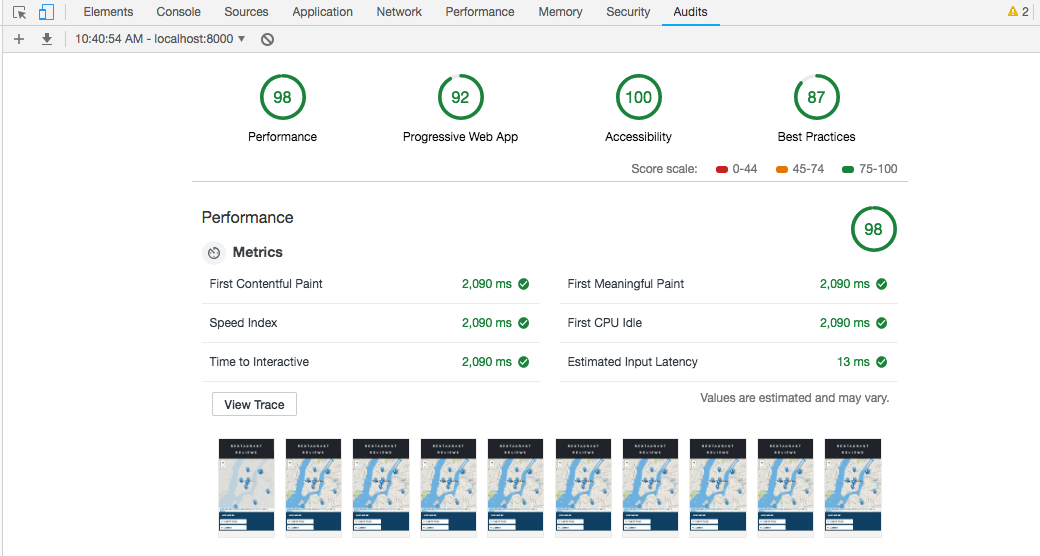 Elements Console Sources Application Network Performance Memory Security Audits 2
10:40:54 AM - localhost:8000
98 92 100 87
Performance Progressive Web App Accessibility Best Practices
Score scale: 0-44 45-74 75-100
Performance 98
Metrics
First Contentful Paint 2,090 ms First Meaningful Paint 2,090 ms
Speed Index 2,090 ms First CPU Idle 2,090 ms
Time to Interactive 2,090 ms Estimated Input Latency 13 ms
View Trace Values are estimated and may vary.
RESTAURANT RESTAURANT RESTAURANT RESTAURANT RESTAURANT RESTAURANT RESTAURANT RESTAURANT RESTAURANT RESTAURANT
REVIEWS REVIEWS REVIEWS REVIEWS REVIEWS REVIEWS REVIEWS REVIEWS REVIEWS REVIEWS